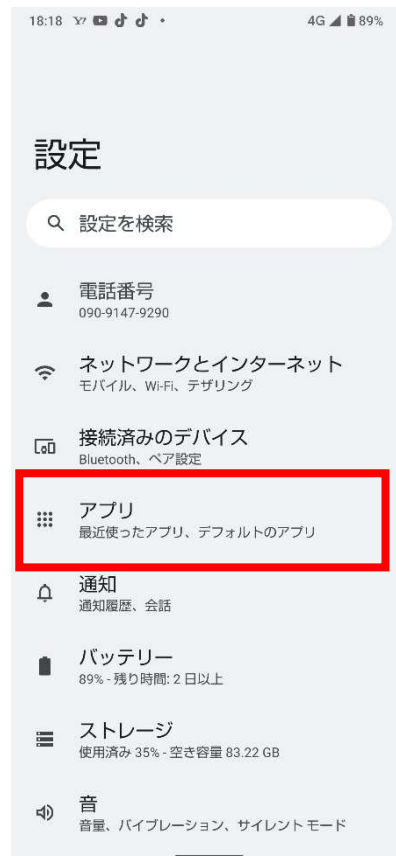 18:18
4G 89%
設定
設定を検索
電話番号
090-9147-9290
ネットワークとインターネット
モバイル、Wi-Fi、テザリング
接続済みのデバイス
Bluetooth、ペア設定
アプリ
最近使ったアプリ、デフォルトのアプリ
通知
通知履歴、会話
バッテリー
89% - 残り時間: 2 日以上
ストレージ
使用済み 35% - 空き容量 83.22 GB
音
音量、バイブレーション、サイレント モード